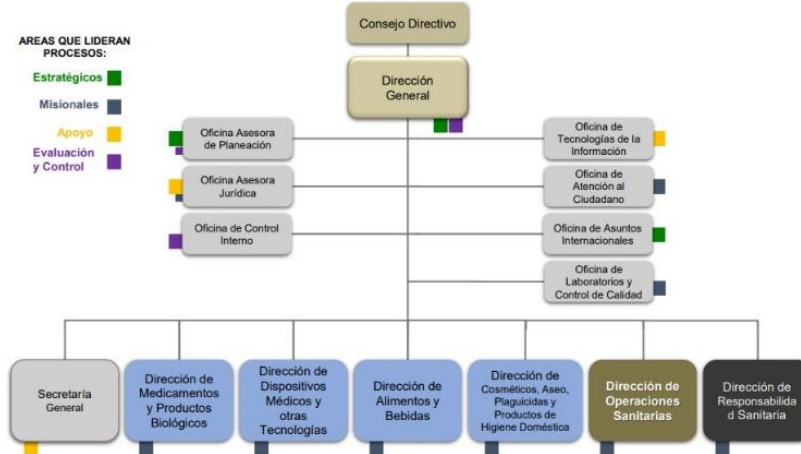 Consejo Directivo
AREAS QUE LIDERAN
PROCESOS:
Estratégicos
Misionales
Apoyo
Evaluación
y Control
Dirección
General
Oficina Asesora
de Planeación
Oficina de
Tecnologías de la
Información
Oficina Asesora
Jurídica
Oficina de
Atención al
Ciudadano
Oficina de Control
Interno
Oficina de Asuntos
Internacionales
Oficina de
Laboratorios y
Control de Calidad
Secretaría
General
Dirección de
Medicamentos
y Productos
Biológicos
Dirección de
Dispositivos
Médicos y
otras
Tecnologías
Dirección de
Alimentos y
Bebidas
Dirección de
Cosméticos, Aseo,
Plaguicidas y
Productos de
Higiene Doméstica
Dirección de
Operaciones
Sanitarias
Dirección de
Responsabilida
d Sanitaria